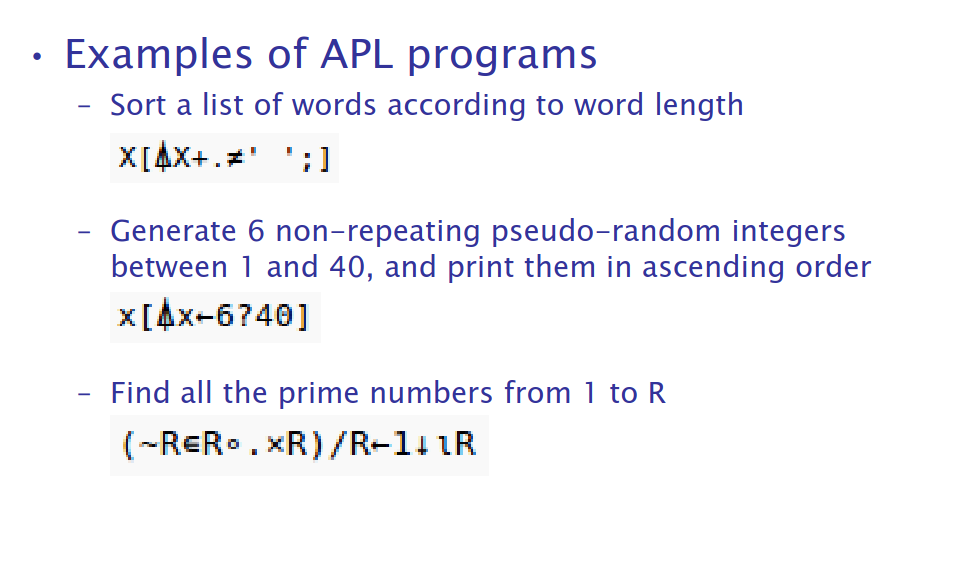 • Examples of APL programs
– Sort a list of words according to word length
X[⍋X+.≠' ';]
– Generate 6 non-repeating pseudo-random integers
between 1 and 40, and print them in ascending order
x[⍋x←6?40]
– Find all the prime numbers from 1 to R
(~R∊R∘.×R)/R←1↓⍳R